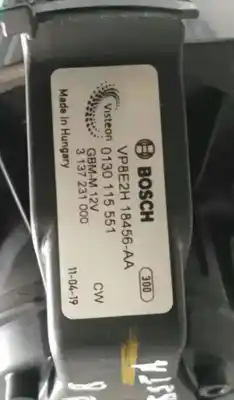 BOSCH
300
VP8E2H 18456-AA
Visteon
0130 115 551
GBM-M 12V
CW
3 137 231 000
Made in Hungary
11-04-19